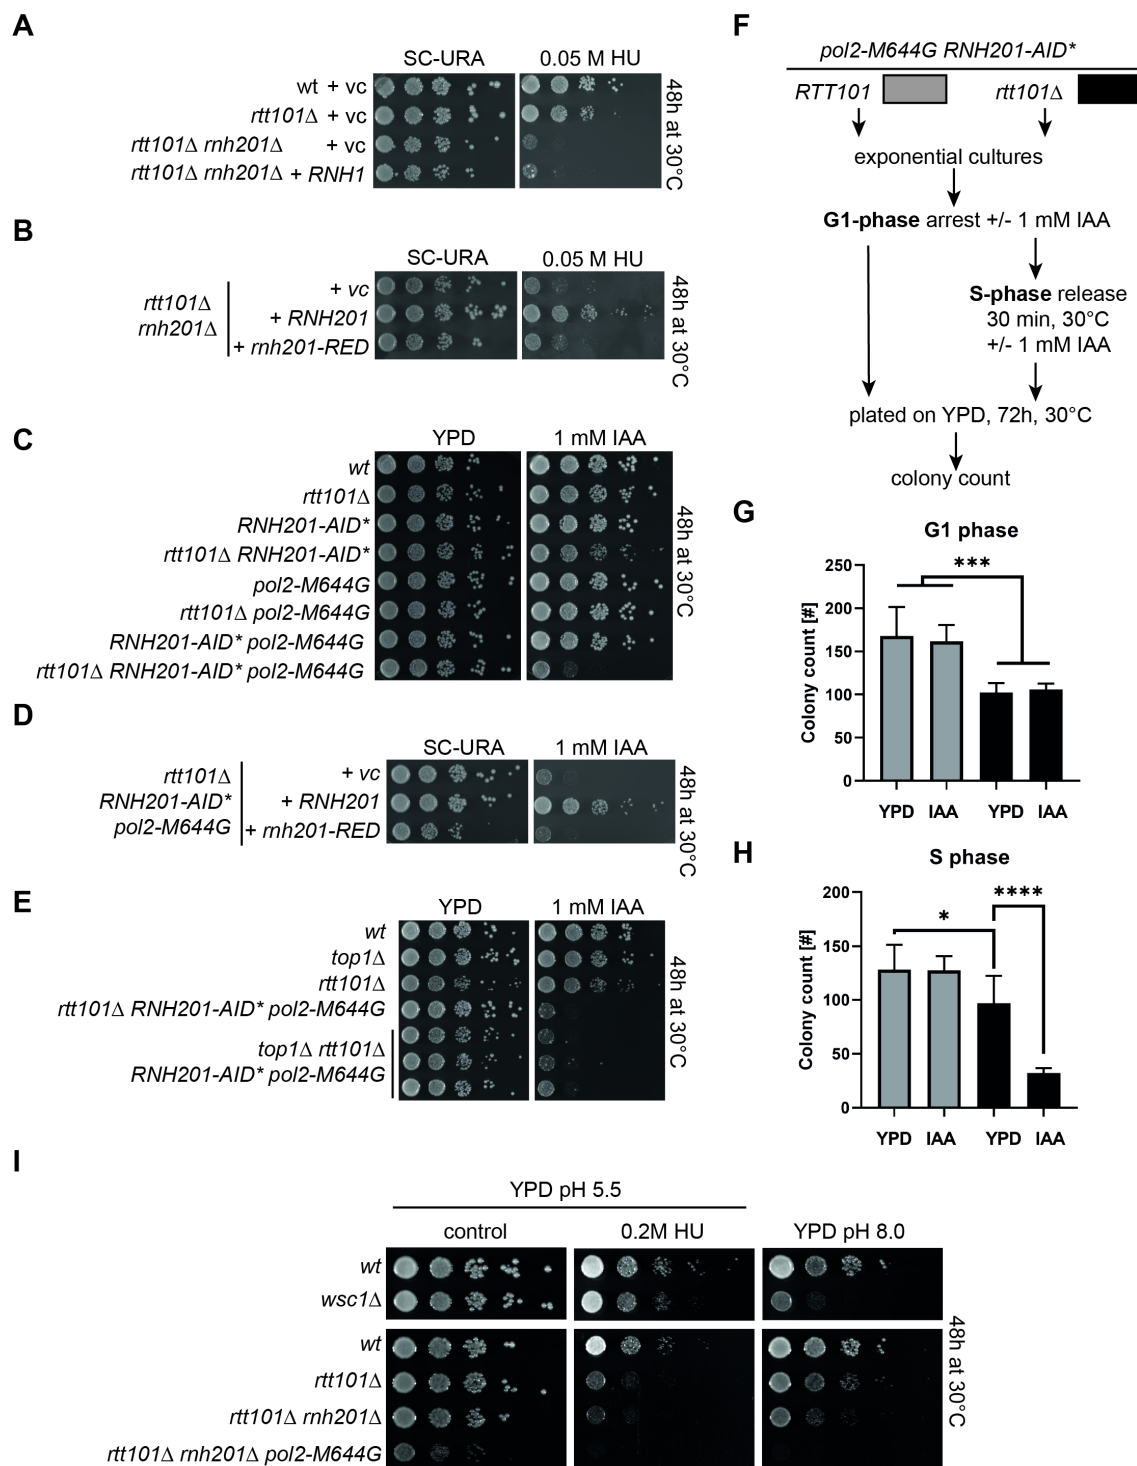 A
SC-URA 0.05 M HU
wt + vc
rtt101Δ + vc
rtt101Δ rnh201Δ + vc
rtt101Δ rnh201Δ + RNH1
48h at 30°C
B
SC-URA 0.05 M HU
rtt101Δ
rnh201Δ
+ vc
+ RNH201
+ rnh201-RED
48h at 30°C
C
YPD 1 mM IAA
wt
rtt101Δ
RNH201-AID*
rtt101Δ RNH201-AID*
pol2-M644G
rtt101Δ pol2-M644G
RNH201-AID* pol2-M644G
rtt101Δ RNH201-AID* pol2-M644G
48h at 30°C
D
SC-URA 1 mM IAA
rtt101Δ
RNH201-AID*
pol2-M644G
+ vc
+ RNH201
+ rnh201-RED
48h at 30°C
E
YPD 1 mM IAA
wt
top1Δ
rtt101Δ
rtt101Δ RNH201-AID* pol2-M644G
top1Δ rtt101Δ
RNH201-AID* pol2-M644G
48h at 30°C
F
pol2-M644G RNH201-AID*
RTT101 rtt101Δ
exponential cultures
G1-phase arrest +/- 1 mM IAA
S-phase release
30 min, 30°C
+/- 1 mM IAA
plated on YPD, 72h, 30°C
colony count
G
G1 phase
***
Colony count [#]
250
200
150
100
50
0
YPD IAA YPD IAA
H
S phase
****
*
Colony count [#]
200
150
100
50
0
YPD IAA YPD IAA
I
YPD pH 5.5
control 0.2M HU YPD pH 8.0
wt
wsc1Δ
wt
rtt101Δ
rtt101Δ rnh201Δ
rtt101Δ rnh201Δ pol2-M644G
48h at 30°C